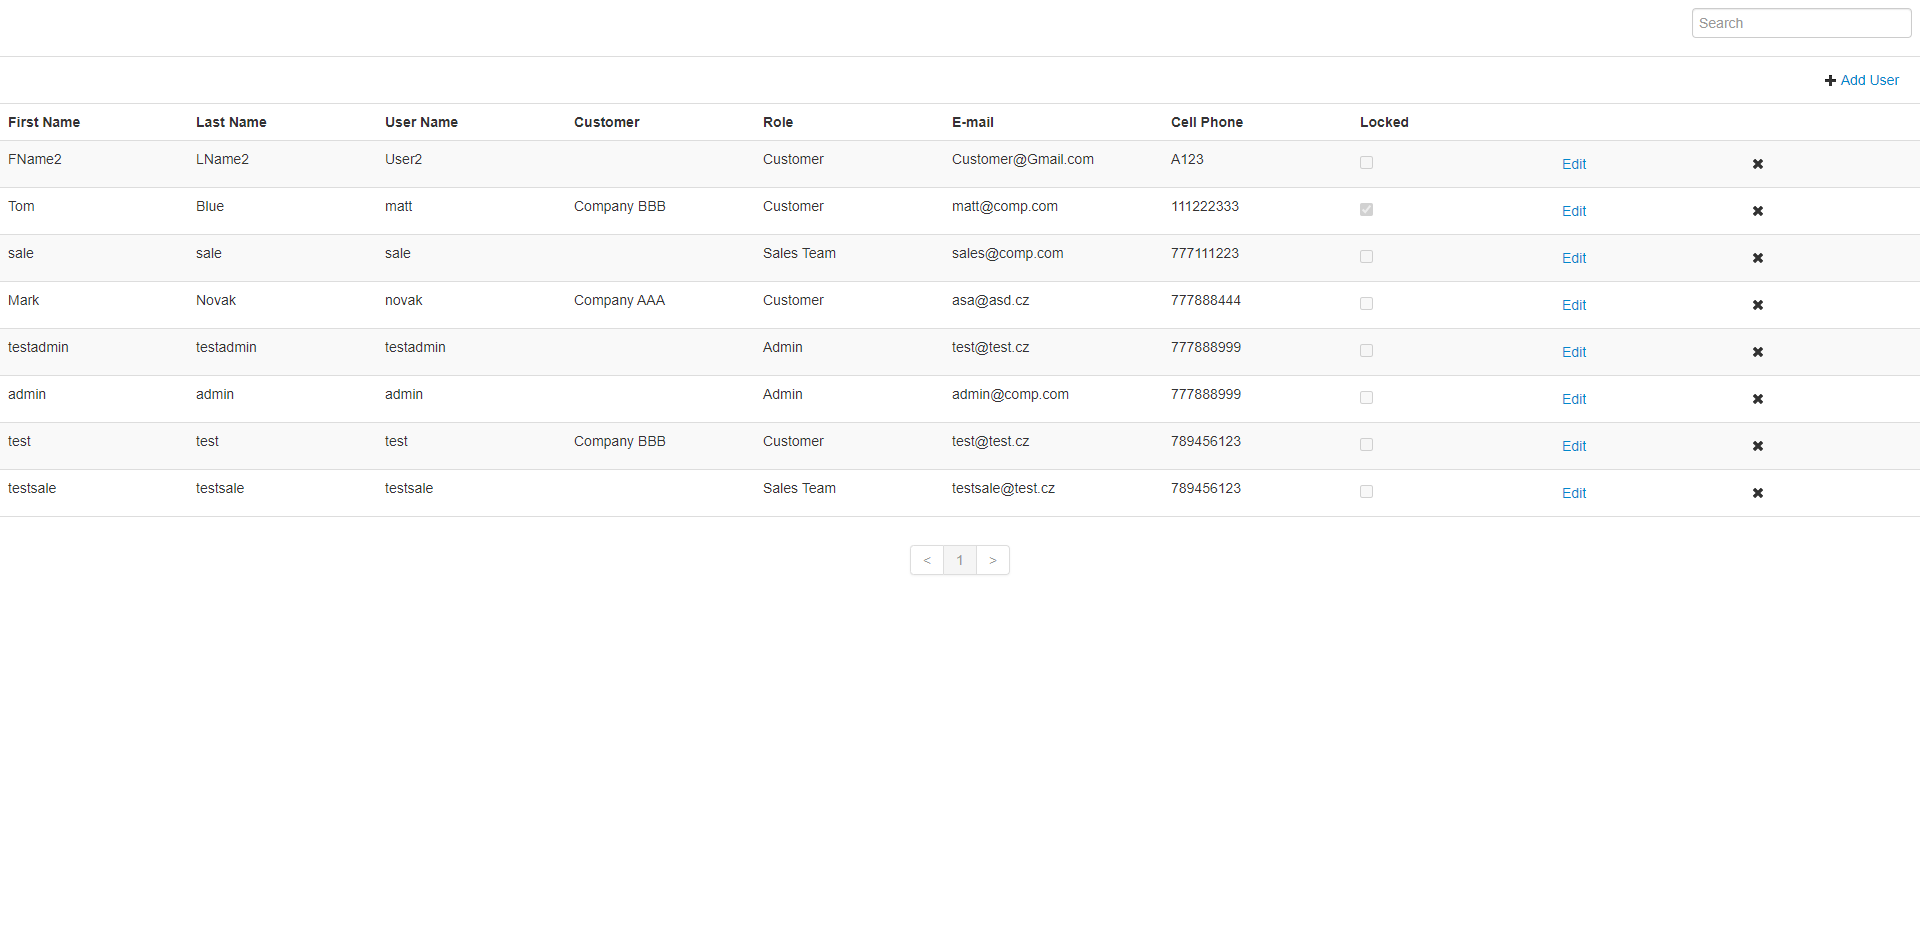 Search
Add User
First Name Last Name User Name Customer Role E-mail Cell Phone Locked
FName2 LName2 User2 Customer Customer@Gmail.com A123 Edit
Tom Blue matt Company BBB Customer matt@comp.com 111222333 Edit
sale sale sale Sales Team sales@comp.com 777111223 Edit
Mark Novak novak Company AAA Customer asa@asd.cz 777888444 Edit
testadmin testadmin testadmin Admin test@test.cz 777888999 Edit
admin admin admin Admin admin@comp.com 777888999 Edit
test test test Company BBB Customer test@test.cz 789456123 Edit
testsale testsale testsale Sales Team testsale@test.cz 789456123 Edit
< 1 >